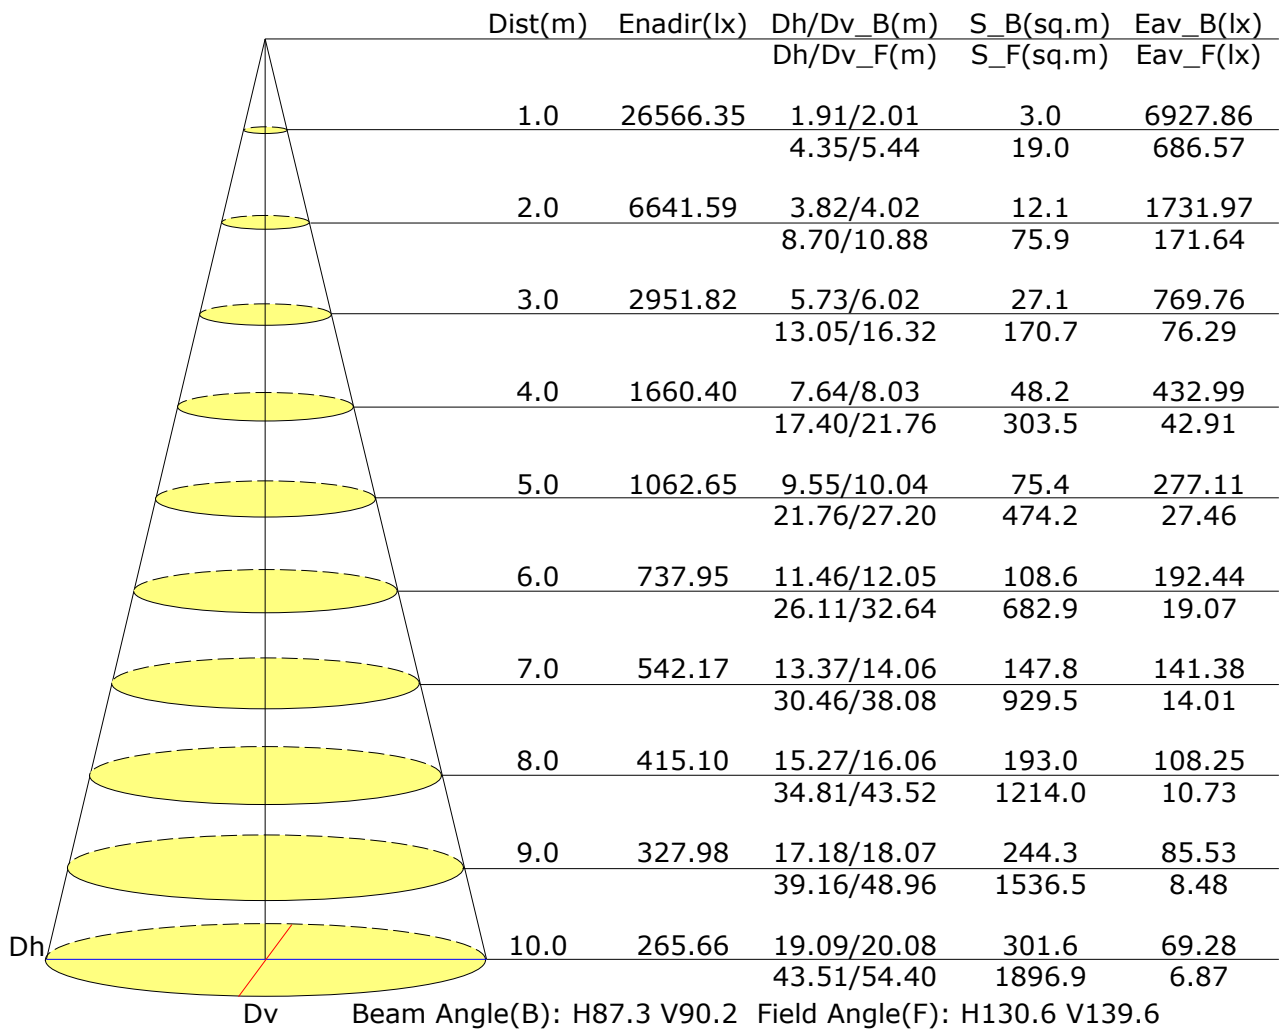 Dist(m) Enadir(lx) Dh/Dv_B(m) S_B(sq.m) Eav_B(lx)
Dh/Dv_F(m) S_F(sq.m) Eav_F(lx)
1.0 26566.35 1.91/2.01 3.0 6927.86
4.35/5.44 19.0 686.57
2.0 6641.59 3.82/4.02 12.1 1731.97
8.70/10.88 75.9 171.64
3.0 2951.82 5.73/6.02 27.1 769.76
13.05/16.32 170.7 76.29
4.0 1660.40 7.64/8.03 48.2 432.99
17.40/21.76 303.5 42.91
5.0 1062.65 9.55/10.04 75.4 277.11
21.76/27.20 474.2 27.46
6.0 737.95 11.46/12.05 108.6 192.44
26.11/32.64 682.9 19.07
7.0 542.17 13.37/14.06 147.8 141.38
30.46/38.08 929.5 14.01
8.0 415.10 15.27/16.06 193.0 108.25
34.81/43.52 1214.0 10.73
9.0 327.98 17.18/18.07 244.3 85.53
39.16/48.96 1536.5 8.48
Dh 10.0 265.66 19.09/20.08 301.6 69.28
43.51/54.40 1896.9 6.87
Dv Beam Angle(B): H87.3 V90.2 Field Angle(F): H130.6 V139.6